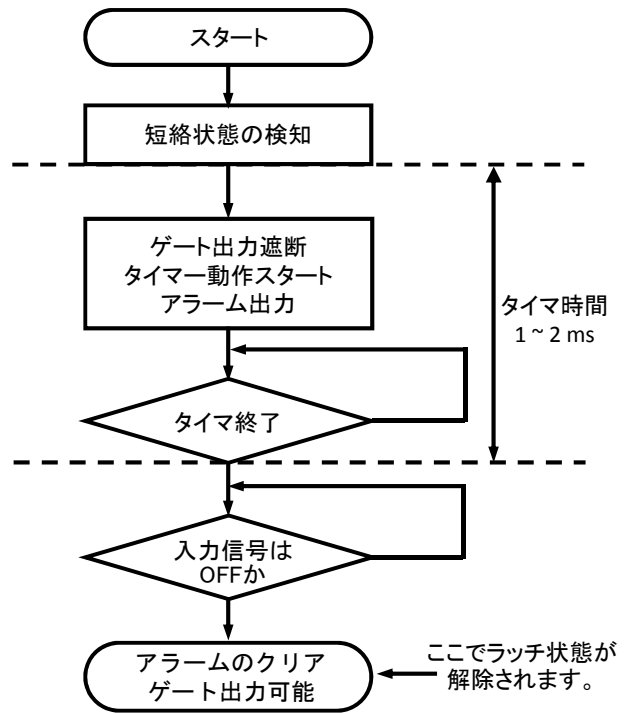 スタート
短絡状態の検知
ゲート出力遮断
タイマー動作スタート
アラーム出力
タイマ時間
1 ~ 2 ms
タイマ終了
入力信号は
OFFか
アラームのクリア
ゲート出力可能
ここでラッチ状態が
解除されます。